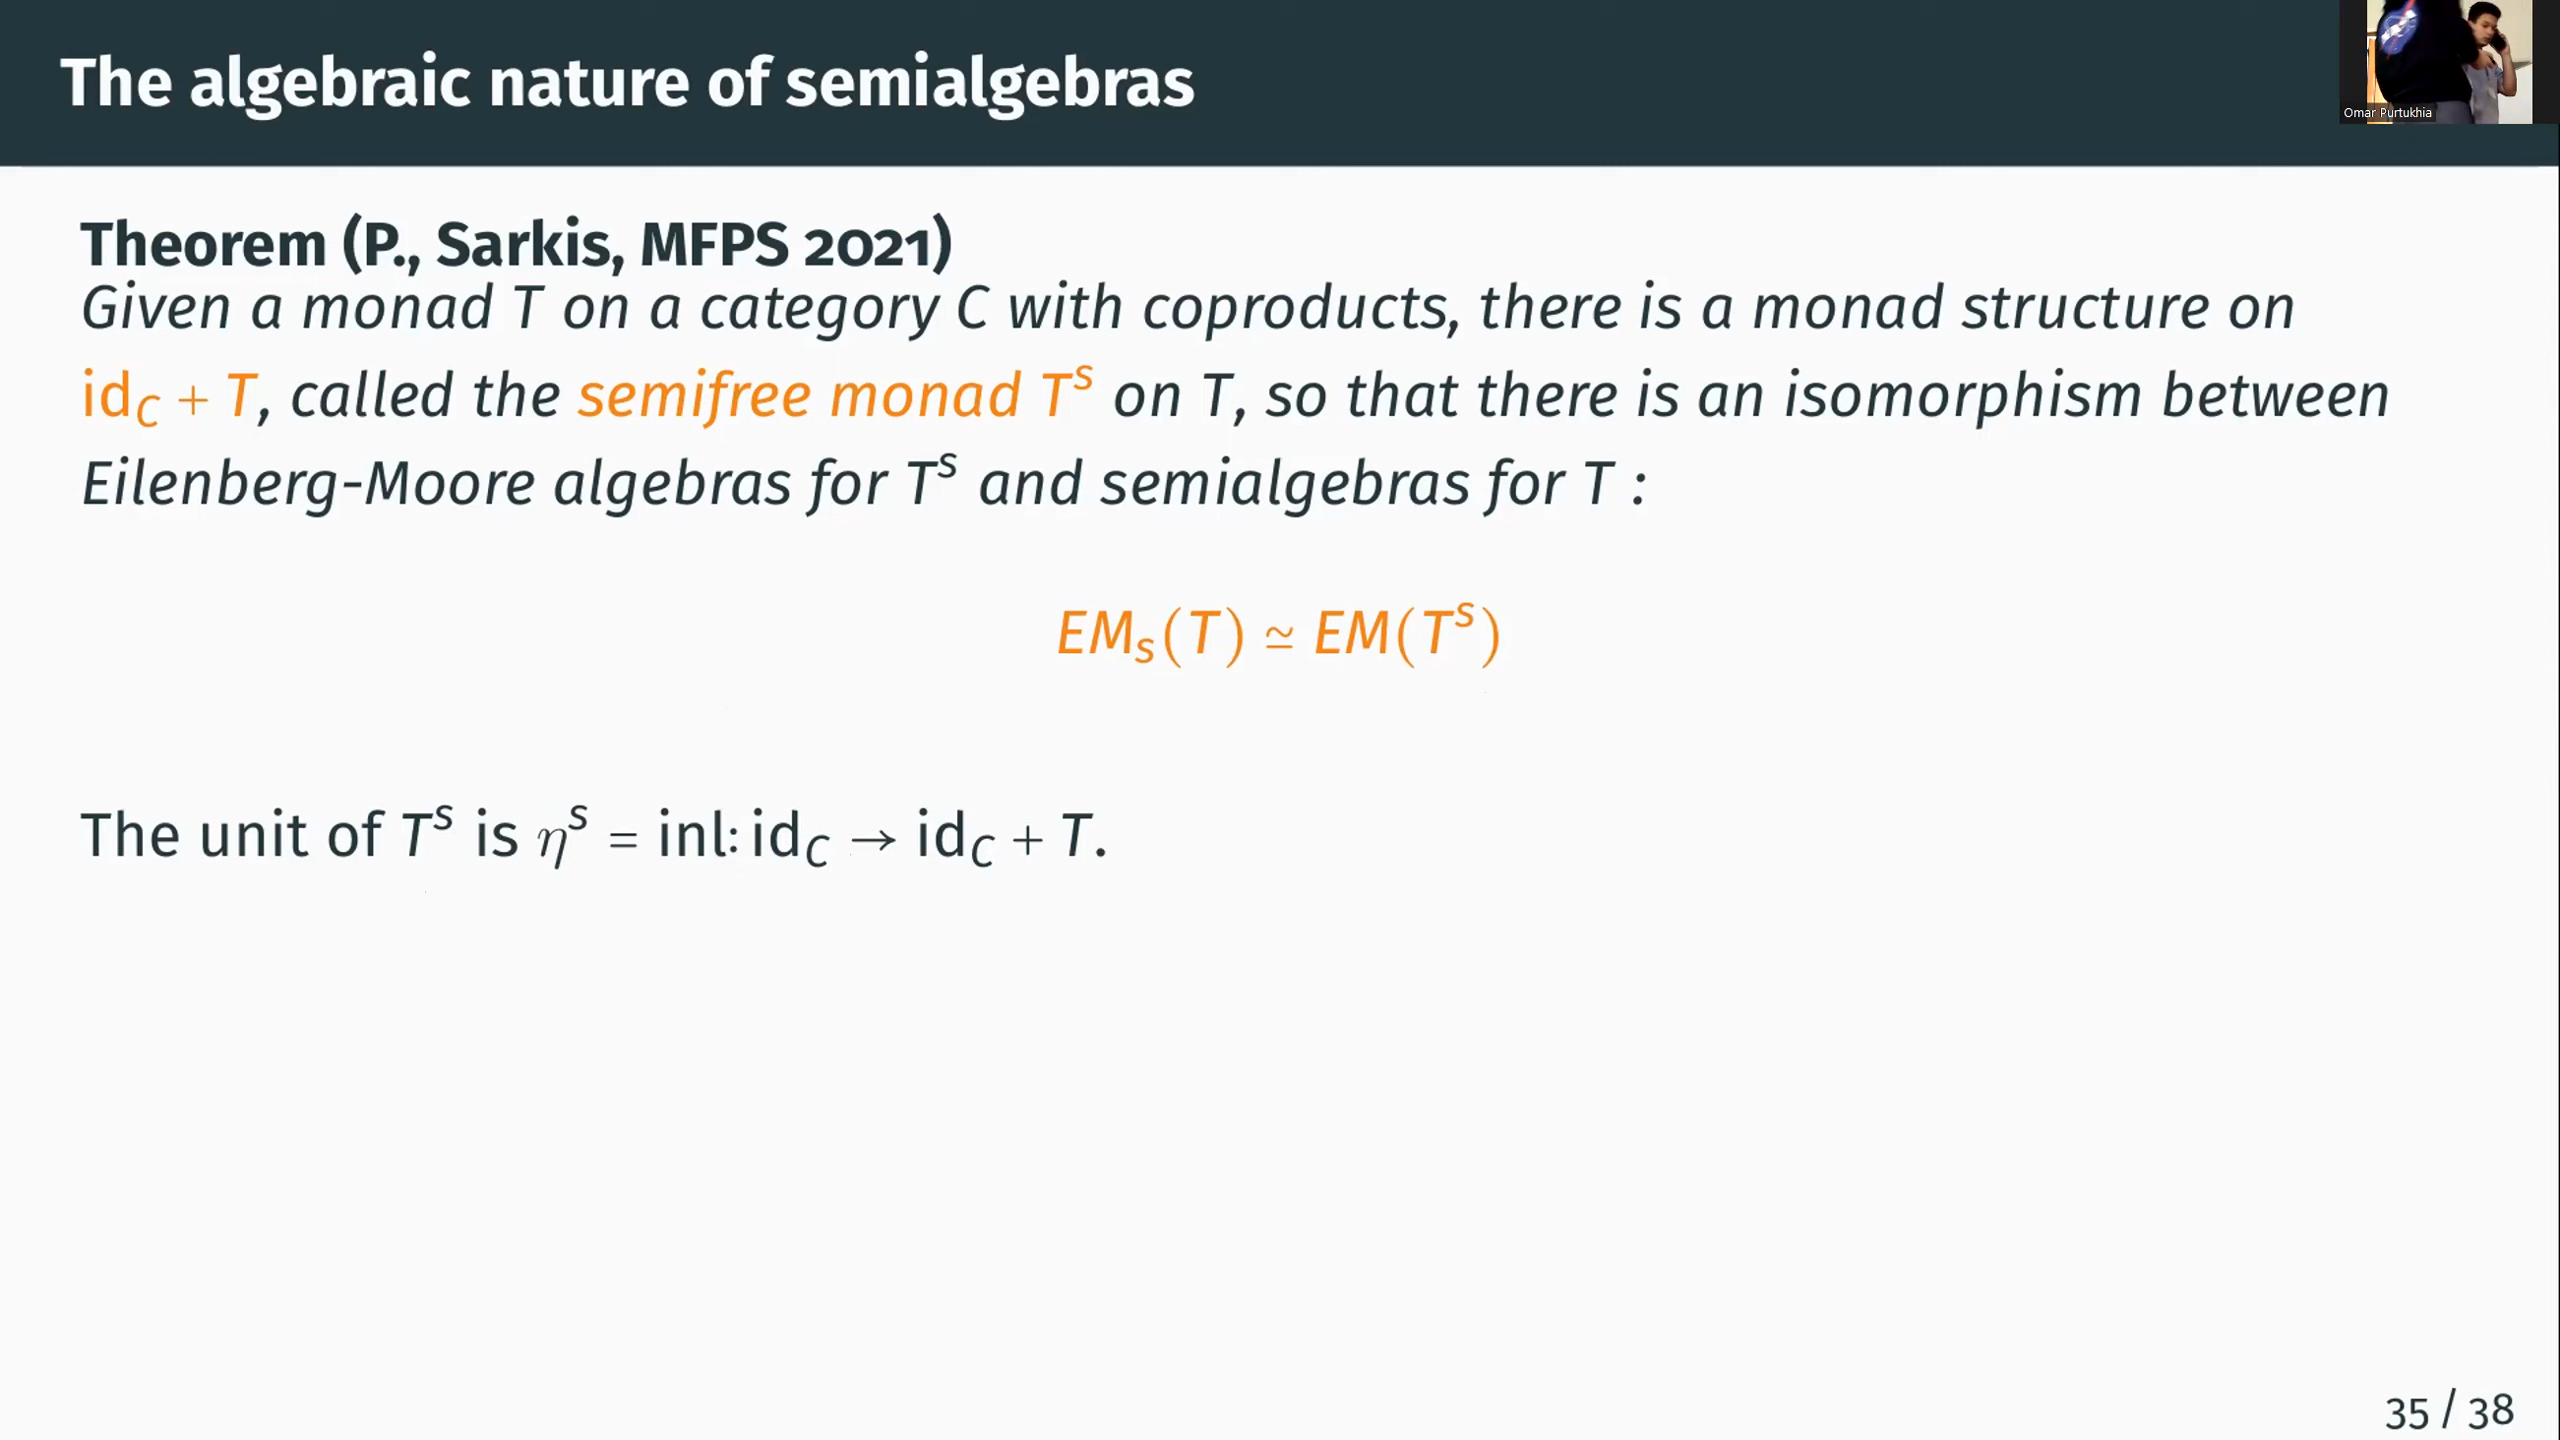 The algebraic nature of semialgebras
Omar Purtukhia
Theorem (P., Sarkis, MFPS 2021)
Given a monad T on a category C with coproducts, there is a monad structure on
id_C + T, called the semifree monad T^s on T, so that there is an isomorphism between
Eilenberg-Moore algebras for T^s and semialgebras for T :
EM_s(T) ≃ EM(T^s)
The unit of T^s is η^s = inl: id_C → id_C + T.
35 / 38